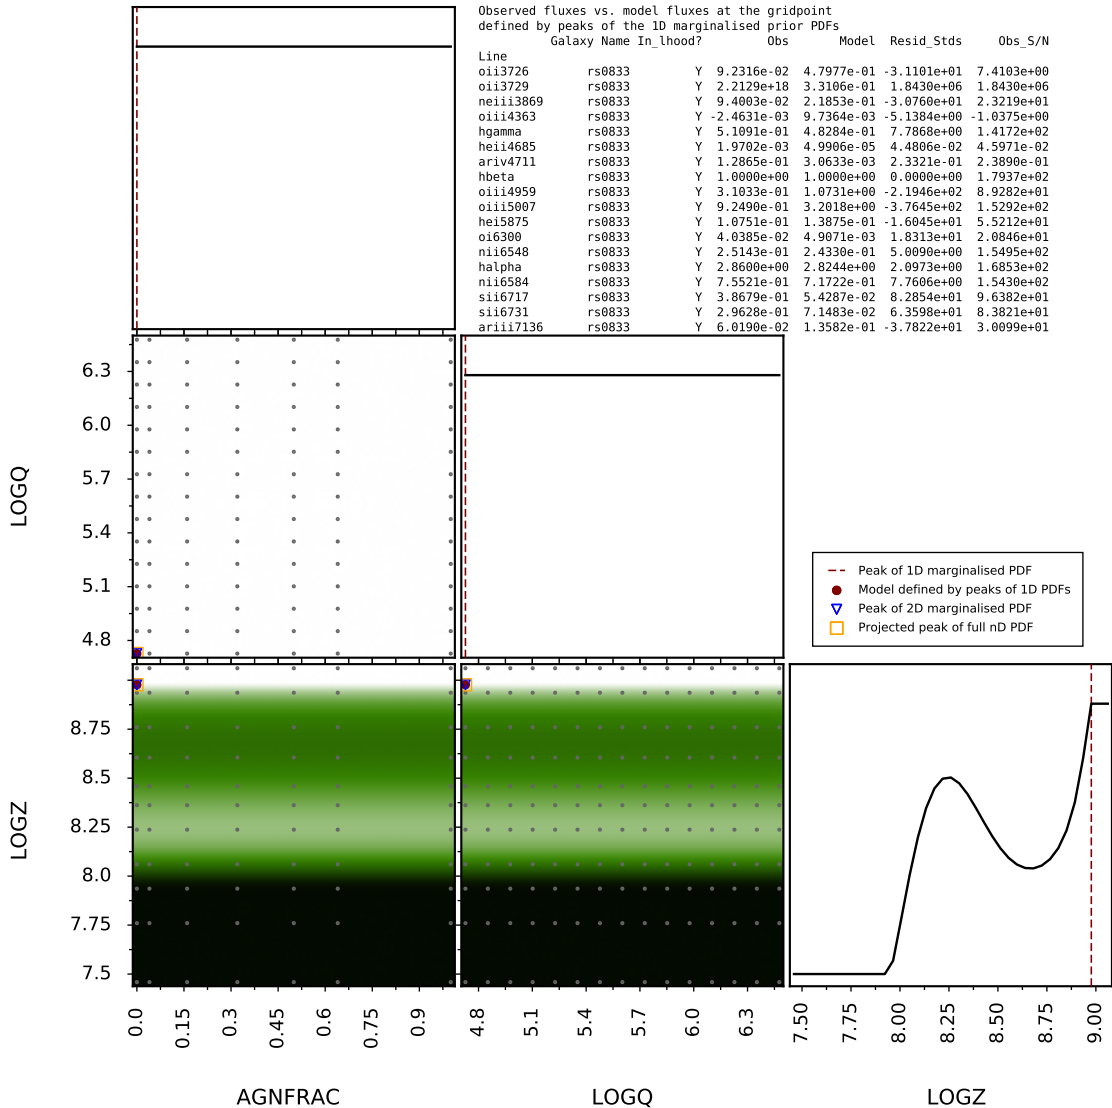 Observed fluxes vs. model fluxes at the gridpoint
defined by peaks of the 1D marginalised prior PDFs
Galaxy Name In_lhood? Obs Model Resid_Stds Obs_S/N
Line
oii3726 rs0833 Y 9.2316e-02 4.7977e-01 -3.1101e+01 7.4103e+00
oii3729 rs0833 Y 2.2129e+18 3.3106e-01 1.8430e+06 1.8430e+06
neiii3869 rs0833 Y 9.4003e-02 2.1853e-01 -3.0760e+01 2.3219e+01
oiii4363 rs0833 Y -2.4631e-03 9.7364e-03 -5.1384e+00 -1.0375e+00
hgamma rs0833 Y 5.1091e-01 4.8284e-01 7.7868e+00 1.4172e+02
heii4685 rs0833 Y 1.9702e-03 4.9906e-05 4.4806e-02 4.5971e-02
ariv4711 rs0833 Y 1.2865e-01 3.0633e-03 2.3321e-01 2.3890e-01
hbeta rs0833 Y 1.0000e+00 1.0000e+00 0.0000e+00 1.7937e+02
oiii4959 rs0833 Y 3.1033e-01 1.0731e+00 -2.1946e+02 8.9282e+01
oiii5007 rs0833 Y 9.2490e-01 3.2018e+00 -3.7645e+02 1.5292e+02
hei5875 rs0833 Y 1.0751e-01 1.3875e-01 -1.6045e+01 5.5212e+01
oi6300 rs0833 Y 4.0385e-02 4.9071e-03 1.8313e+01 2.0846e+01
nii6548 rs0833 Y 2.5143e-01 2.4330e-01 5.0090e+00 1.5495e+02
halpha rs0833 Y 2.8600e+00 2.8244e+00 2.0973e+00 1.6853e+02
nii6584 rs0833 Y 7.5521e-01 7.1722e-01 7.7606e+00 1.5430e+02
sii6717 rs0833 Y 3.8679e-01 5.4287e-02 8.2854e+01 9.6382e+01
sii6731 rs0833 Y 2.9628e-01 7.1483e-02 6.3598e+01 8.3821e+01
ariii7136 rs0833 Y 6.0190e-02 1.3582e-01 -3.7822e+01 3.0099e+01
6.3
6.0
5.7
5.4
5.1
4.8
LOGQ
Peak of 1D marginalised PDF
Model defined by peaks of 1D PDFs
Peak of 2D marginalised PDF
Projected peak of full nD PDF
8.75
8.5
8.25
8.0
7.75
7.5
LOGZ
0.0 0.15 0.3 0.45 0.6 0.75 0.9
4.8 5.1 5.4 5.7 6.0 6.3
7.50 7.75 8.00 8.25 8.50 8.75 9.00
AGNFRAC LOGQ LOGZ